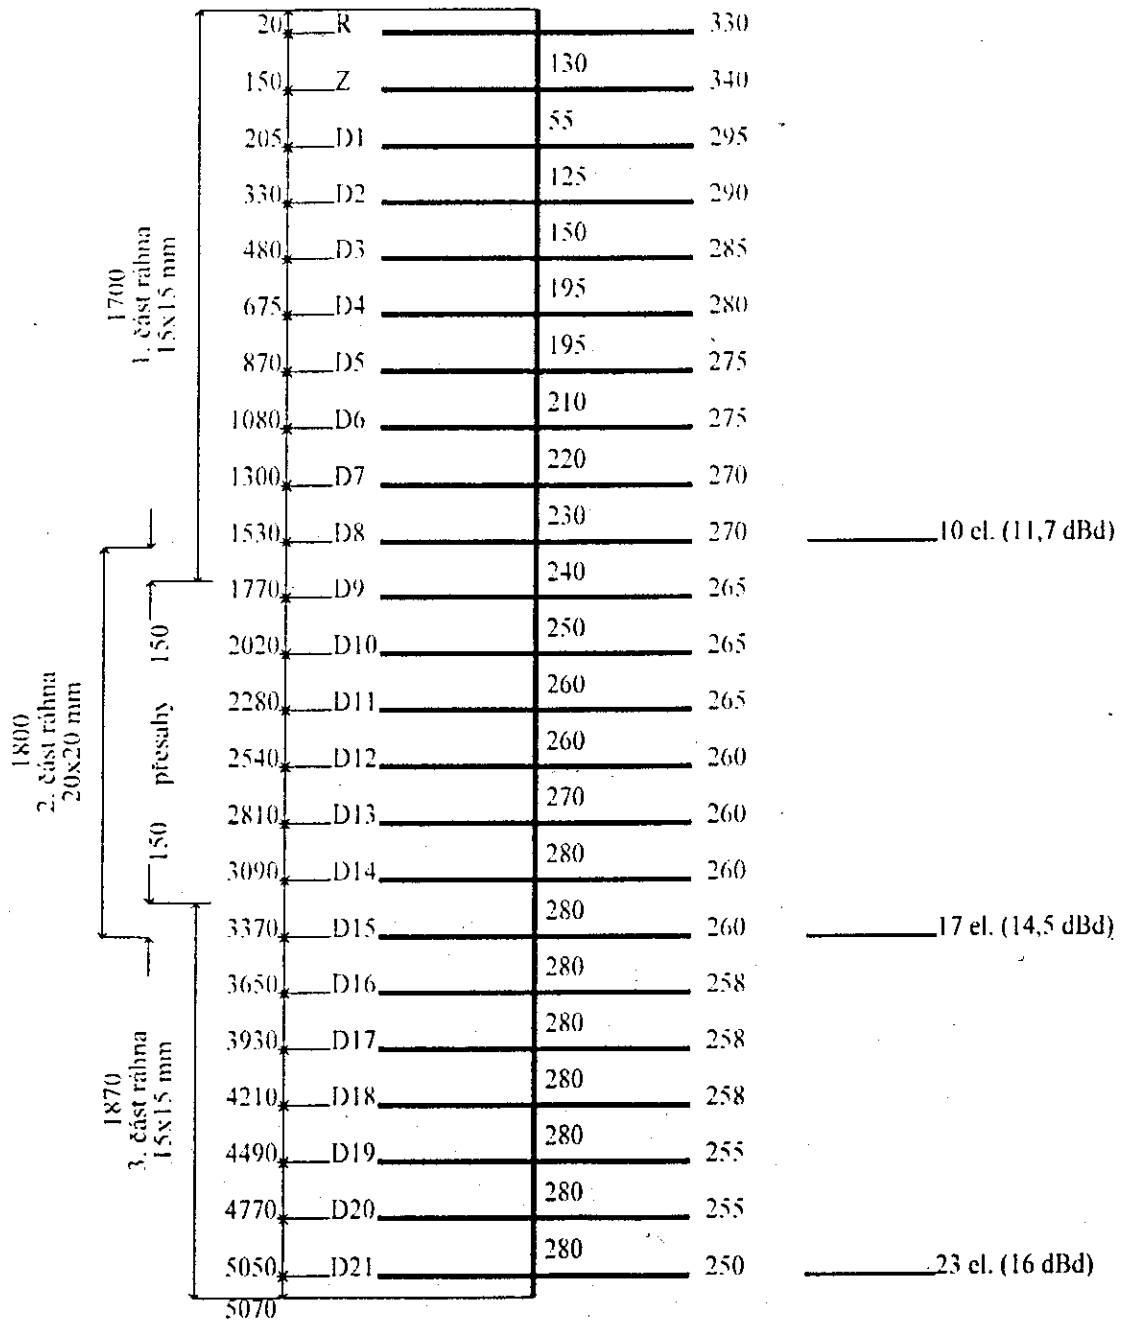 20 R 330
130
150 Z 340
55
205 D1 295
125
330 D2 290
150
480 D3 285
195
675 D4 280
195
870 D5 275
210
1080 D6 275
220
1300 D7 270
230
1530 D8 270 10 el. (11,7 dBd)
240
1770 D9 265
250
2020 D10 265
260
2280 D11 265
260
2540 D12 260
270
2810 D13 260
280
3090 D14 260
280
3370 D15 260 17 el. (14,5 dBd)
280
3650 D16 258
280
3930 D17 258
280
4210 D18 258
280
4490 D19 255
280
4770 D20 255
280
5050 D21 250 23 el. (16 dBd)
5070
1700
1. část ráhna
15x15 mm
1800
2. část ráhna
20x20 mm
150 přesahy 150
1870
3. část ráhna
15x15 mm